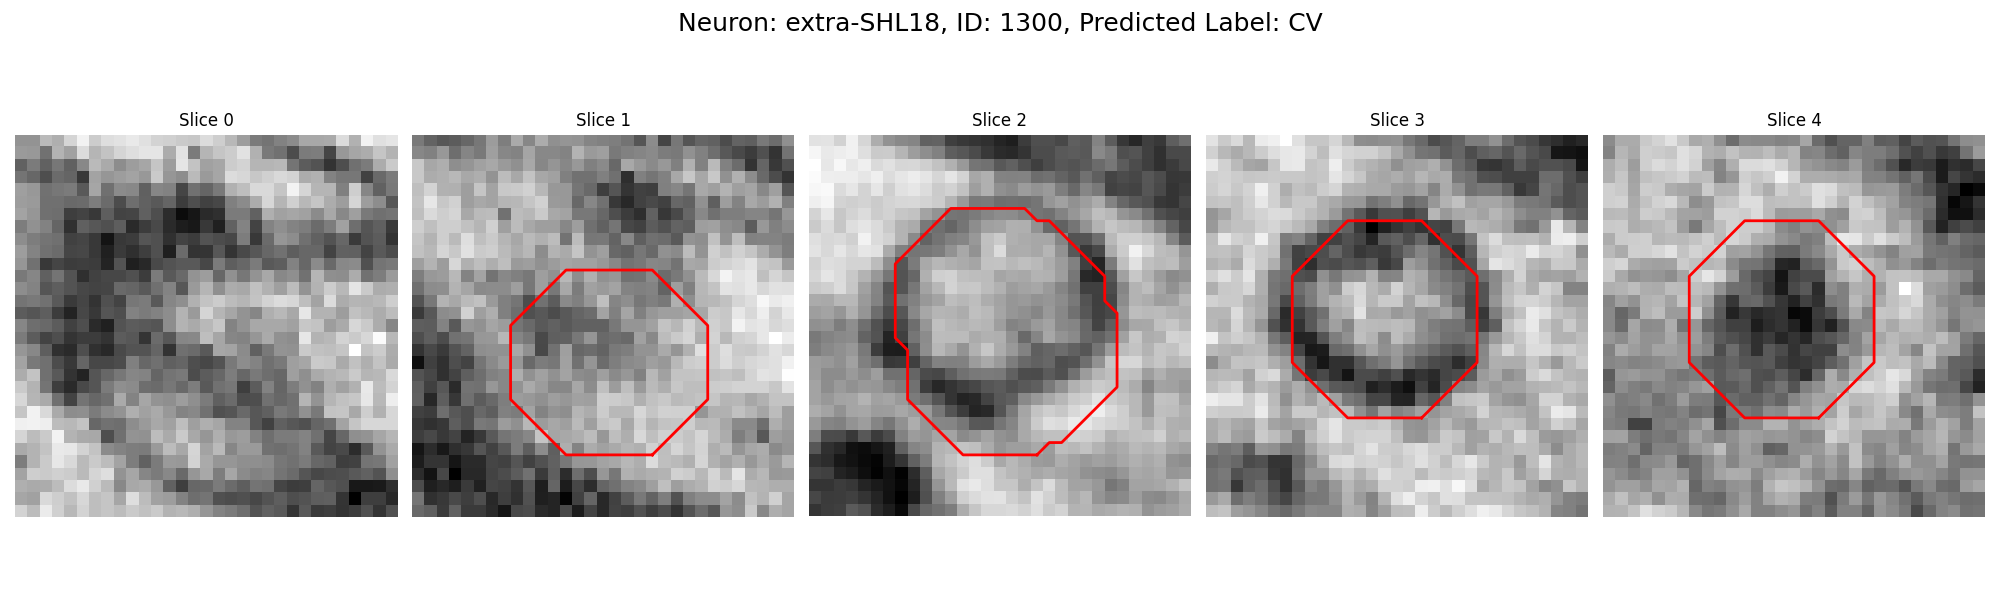 Neuron: extra-SHL18, ID: 1300, Predicted Label: CV
Slice 0
Slice 1
Slice 2
Slice 3
Slice 4